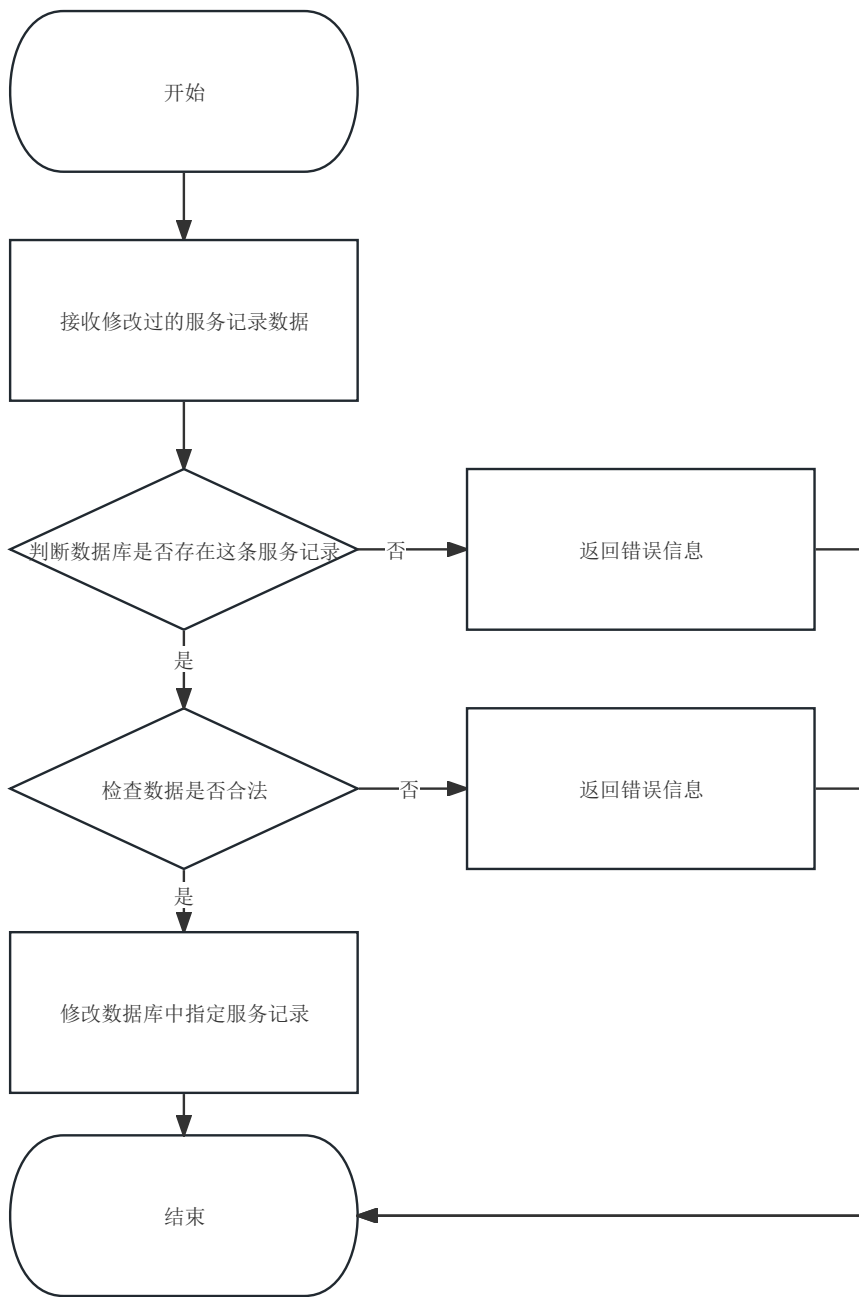 开始
接收修改过的服务记录数据
判断数据库是否存在这条服务记录
否
返回错误信息
是
检查数据是否合法
否
返回错误信息
是
修改数据库中指定服务记录
结束